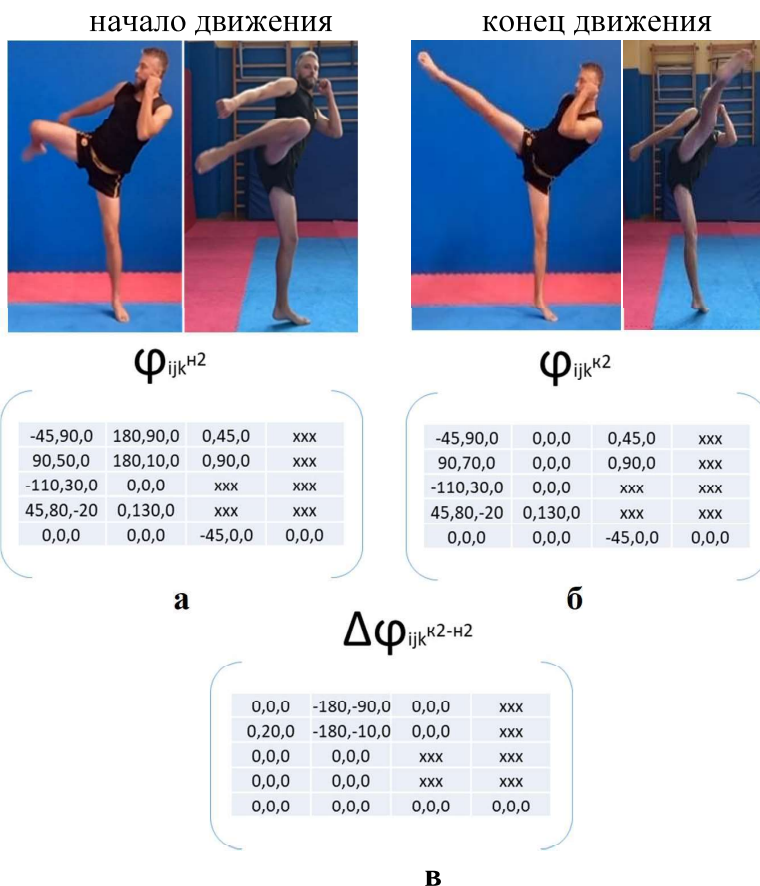 начало движения
конец движения
φijkн2
φijkк2
-45,90,0 180,90,0 0,45,0 xxx
90,50,0 180,10,0 0,90,0 xxx
-110,30,0 0,0,0 xxx xxx
45,80,-20 0,130,0 xxx xxx
0,0,0 0,0,0 -45,0,0 0,0,0
-45,90,0 0,0,0 0,45,0 xxx
90,70,0 0,0,0 0,90,0 xxx
-110,30,0 0,0,0 xxx xxx
45,80,-20 0,130,0 xxx xxx
0,0,0 0,0,0 -45,0,0 0,0,0
а
б
Δφijkк2-н2
0,0,0 -180,-90,0 0,0,0 xxx
0,20,0 -180,-10,0 0,0,0 xxx
0,0,0 0,0,0 xxx xxx
0,0,0 0,0,0 xxx xxx
0,0,0 0,0,0 0,0,0 0,0,0
в